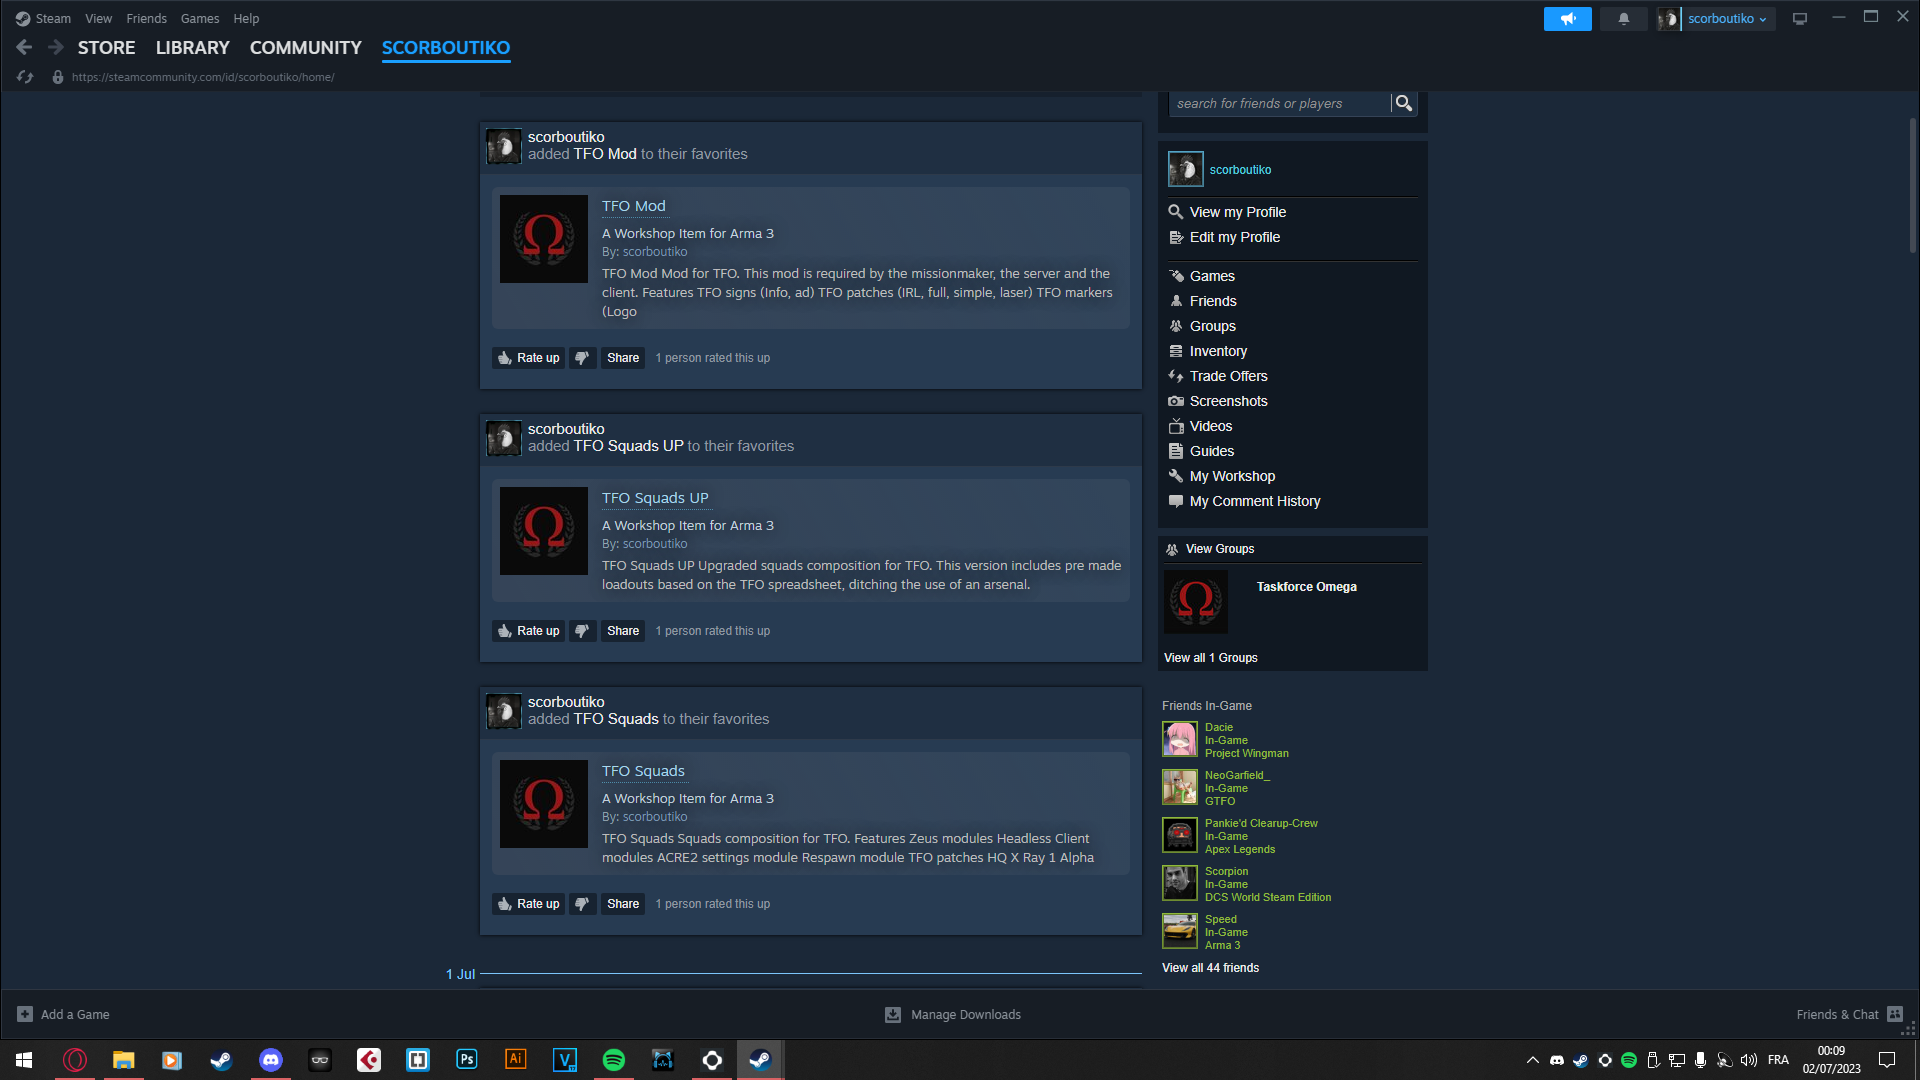 Steam View Friends Games Help
scorboutiko
STORE LIBRARY COMMUNITY SCORBOUTIKO
https://steamcommunity.com/id/scorboutiko/home/
scorboutiko
added TFO Mod to their favorites
TFO Mod
A Workshop Item for Arma 3
By: scorboutiko
TFO Mod Mod for TFO. This mod is required by the missionmaker, the server and the
client. Features TFO signs (Info, ad) TFO patches (IRL, full, simple, laser) TFO markers
(Logo
Rate up Share 1 person rated this up
scorboutiko
added TFO Squads UP to their favorites
TFO Squads UP
A Workshop Item for Arma 3
By: scorboutiko
TFO Squads UP Upgraded squads composition for TFO. This version includes pre made
loadouts based on the TFO spreadsheet, ditching the use of an arsenal.
Rate up Share 1 person rated this up
scorboutiko
added TFO Squads to their favorites
TFO Squads
A Workshop Item for Arma 3
By: scorboutiko
TFO Squads Squads composition for TFO. Features Zeus modules Headless Client
modules ACRE2 settings module Respawn module TFO patches HQ X Ray 1 Alpha
Rate up Share 1 person rated this up
1 Jul
search for friends or players
scorboutiko
View my Profile
Edit my Profile
Games
Friends
Groups
Inventory
Trade Offers
Screenshots
Videos
Guides
My Workshop
My Comment History
View Groups
Taskforce Omega
View all 1 Groups
Friends In-Game
Dacie
In-Game
Project Wingman
NeoGarfield_
In-Game
GTFO
Pankie'd Clearup-Crew
In-Game
Apex Legends
Scorpion
In-Game
DCS World Steam Edition
Speed
In-Game
Arma 3
View all 44 friends
Add a Game
Manage Downloads
Friends & Chat
Ps
Ai
V
FRA
00:09
02/07/2023